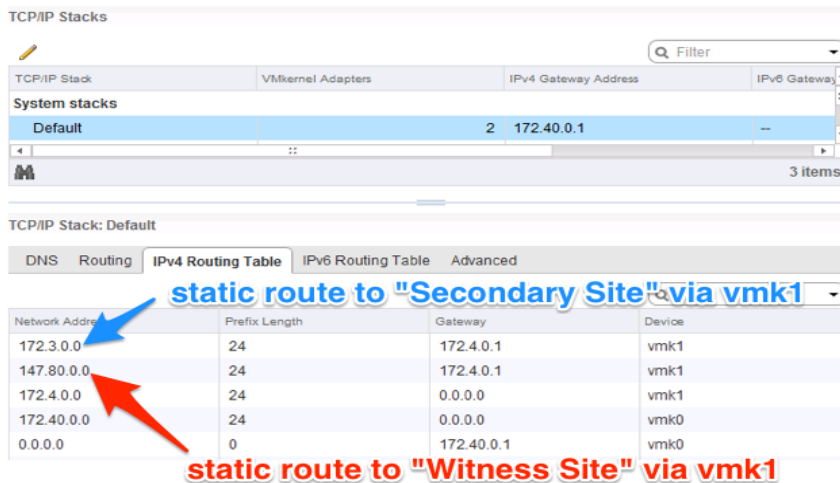 TCP/IP Stacks
Filter
TCP/IP Stack VMkernel Adapters IPv4 Gateway Address IPv6 Gateway
System stacks
Default 2 172.40.0.1 --
3 items
TCP/IP Stack: Default
DNS Routing IPv4 Routing Table IPv6 Routing Table Advanced
static route to "Secondary Site" via vmk1
Network Prefix Length Gateway Device
172.3.0.0 24 172.4.0.1 vmk1
147.80.0.0 24 172.4.0.1 vmk1
172.4.0.0 24 0.0.0.0 vmk1
172.40.0.0 24 0.0.0.0 vmk0
0.0.0.0 0 172.40.0.1 vmk0
static route to "Witness Site" via vmk1